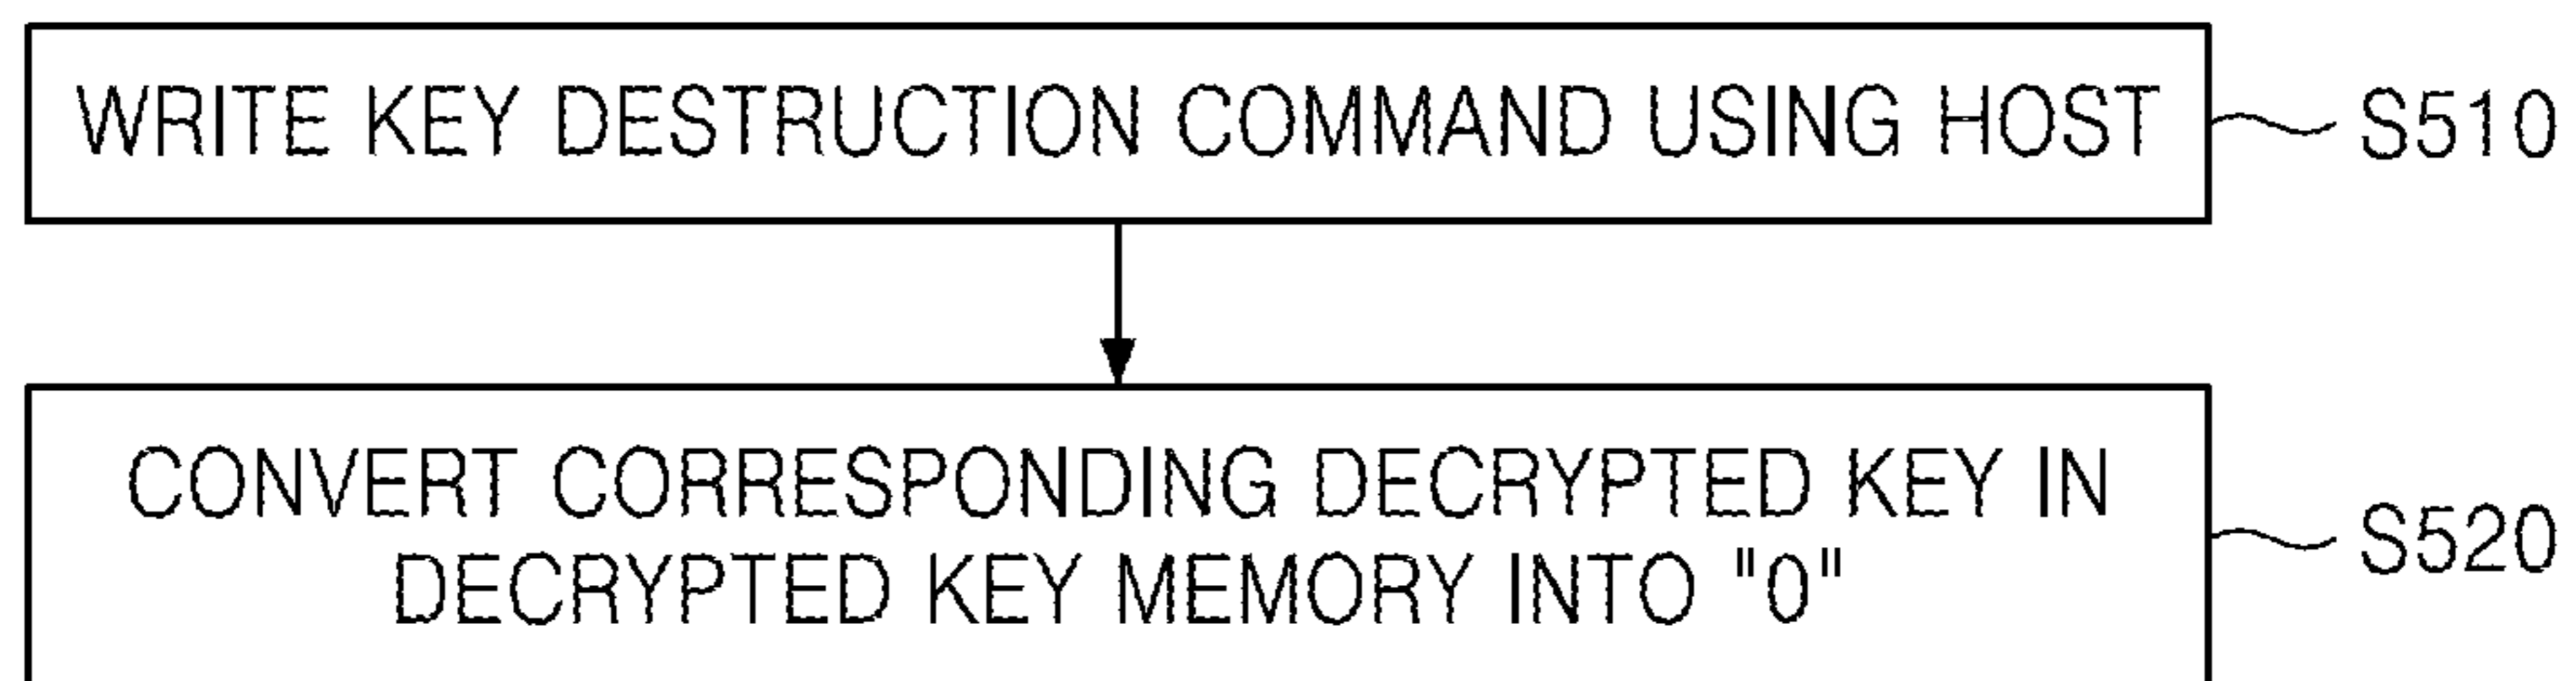 WRITE KEY DESTRUCTION COMMAND USING HOST
S510
CONVERT CORRESPONDING DECRYPTED KEY IN
DECRYPTED KEY MEMORY INTO "0"
S520